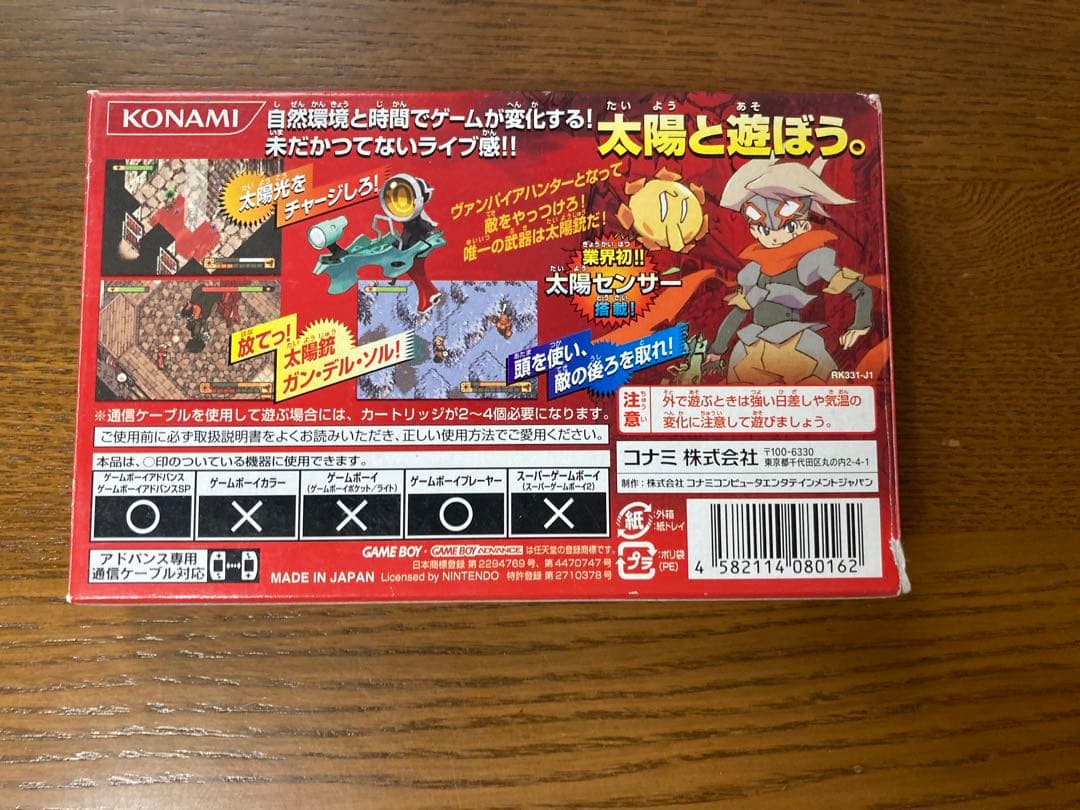 KONAMI
自然環境と時間でゲームが変化する!
未だかつてないライブ感!!
太陽と遊ぼう。
太陽光を
チャージしろ!
ヴァンパイアハンターとなって
敵をやっつけろ!
唯一の武器は太陽銃だ!
業界初!!
太陽センサー
搭載!
放てっ!
太陽銃
ガン・デル・ソル!
頭を使い、
敵の後ろを取れ!
RK331-J1
※通信ケーブルを使用して遊ぶ場合には、カートリッジが2〜4個必要になります。
ご使用前に必ず取扱説明書をよくお読みいただき、正しい使用方法でご愛用ください。
注意
外で遊ぶときは強い日差しや気温の
変化に注意して遊びましょう。
本品は、○印のついている機器に使用できます。
ゲームボーイアドバンス
ゲームボーイアドバンスSP
ゲームボーイカラー
ゲームボーイ
(ゲームボーイポケット/ライト)
ゲームボーイプレーヤー
スーパーゲームボーイ
(スーパーゲームボーイ2)
○ × × ○ ×
コナミ 株式会社
〒100-6330
東京都千代田区丸の内2-4-1
制作:株式会社 コナミコンピュータエンタテインメントジャパン
アドバンス専用
通信ケーブル対応
GAME BOY・GAME BOY ADVANCE は任天堂の登録商標です。
日本商標登録 第2294769号、第4470747号
MADE IN JAPAN Licensed by NINTENDO 特許登録 第2710378号
紙
:外箱
:紙トレイ
プラ
:ポリ袋
(PE)
4 582114 080162